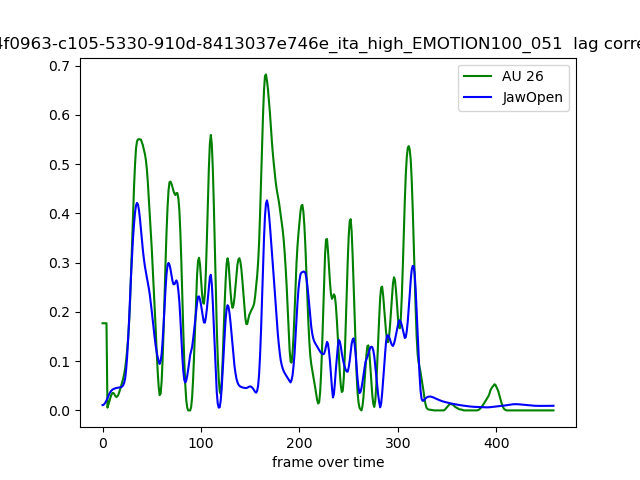 4f0963-c105-5330-910d-8413037e746e_ita_high_EMOTION100_051 lag corre
AU 26
JawOpen
0.7
0.6
0.5
0.4
0.3
0.2
0.1
0.0
0 100 200 300 400
frame over time